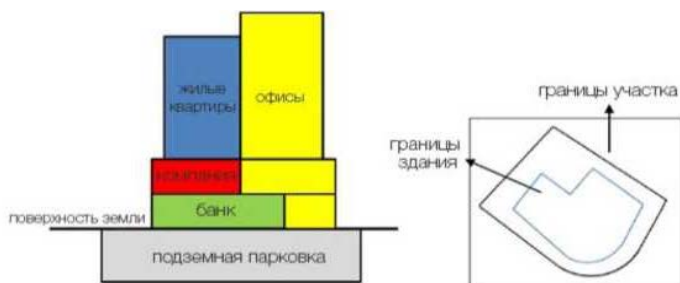 жилые
квартиры
офисы
компания
банк
поверхность земли
подземная парковка
границы участка
границы
здания